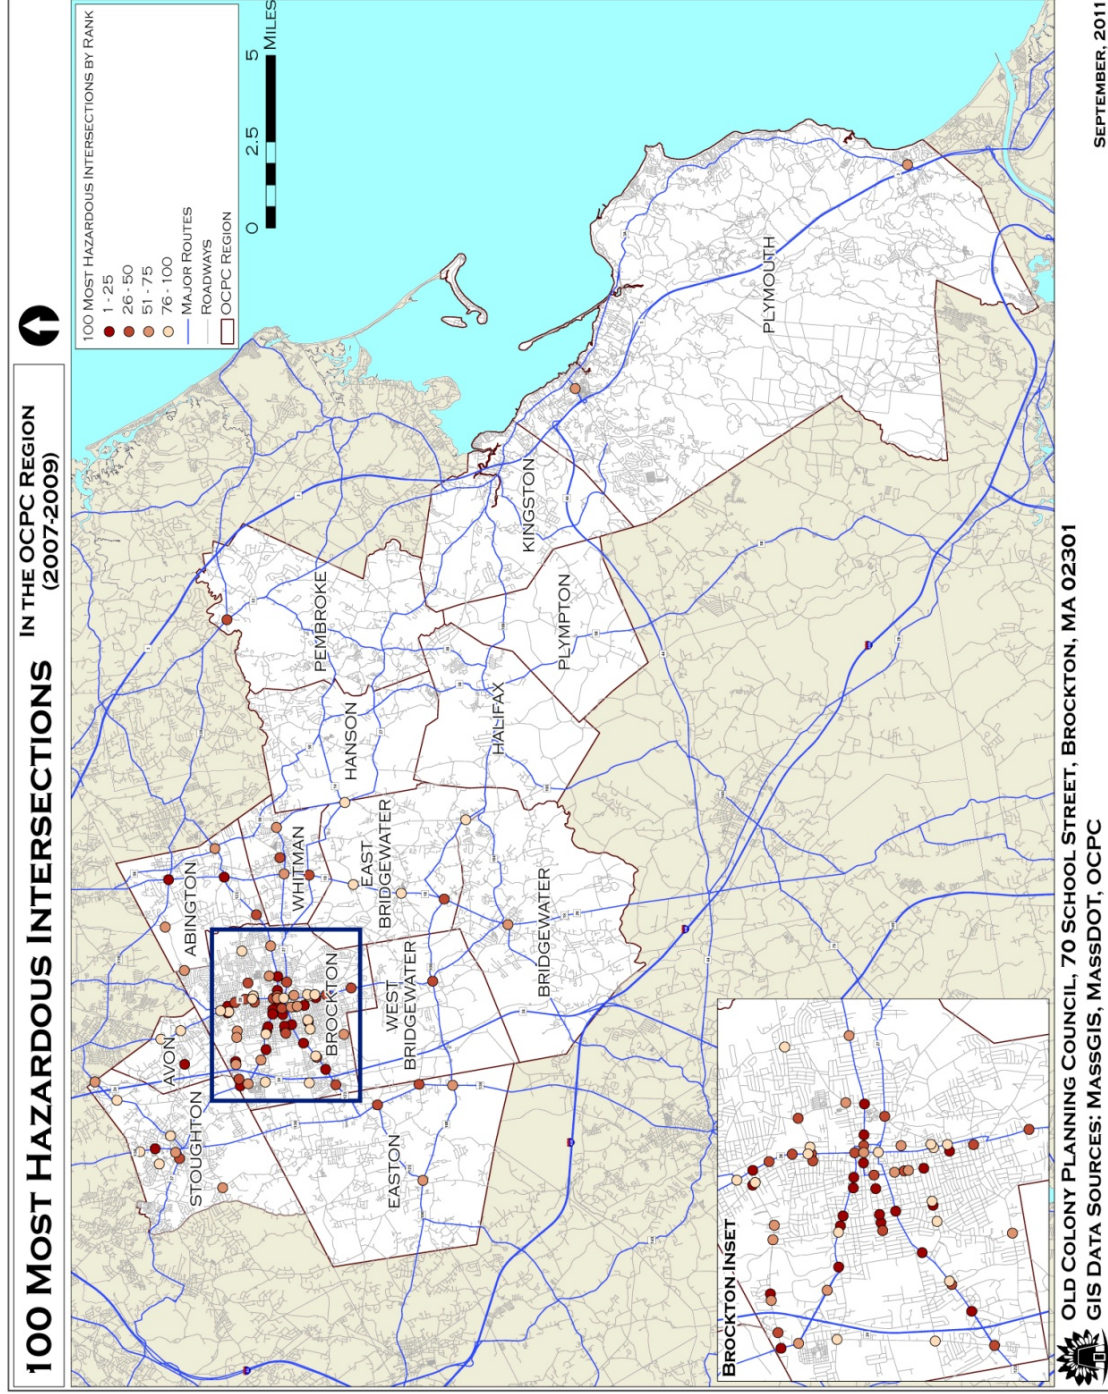 100 Most Hazardous Intersections
in the OCPC Region
(2007-2009)
100 Most Hazardous Intersections by Rank
1 - 25
26 - 50
51 - 75
76 - 100
Major Routes
Roadways
OCPC Region
0 2.5 5 Miles
Stoughton
Avon
Abington
Brockton
Whitman
Easton
West
Bridgewater
East
Bridgewater
Bridgewater
Hanson
Pembroke
Halifax
Plympton
Kingston
Plymouth
Brockton Inset
Old Colony Planning Council, 70 School Street, Brockton, MA 02301
GIS Data Sources: MassGIS, MassDOT, OCPC
September, 2011